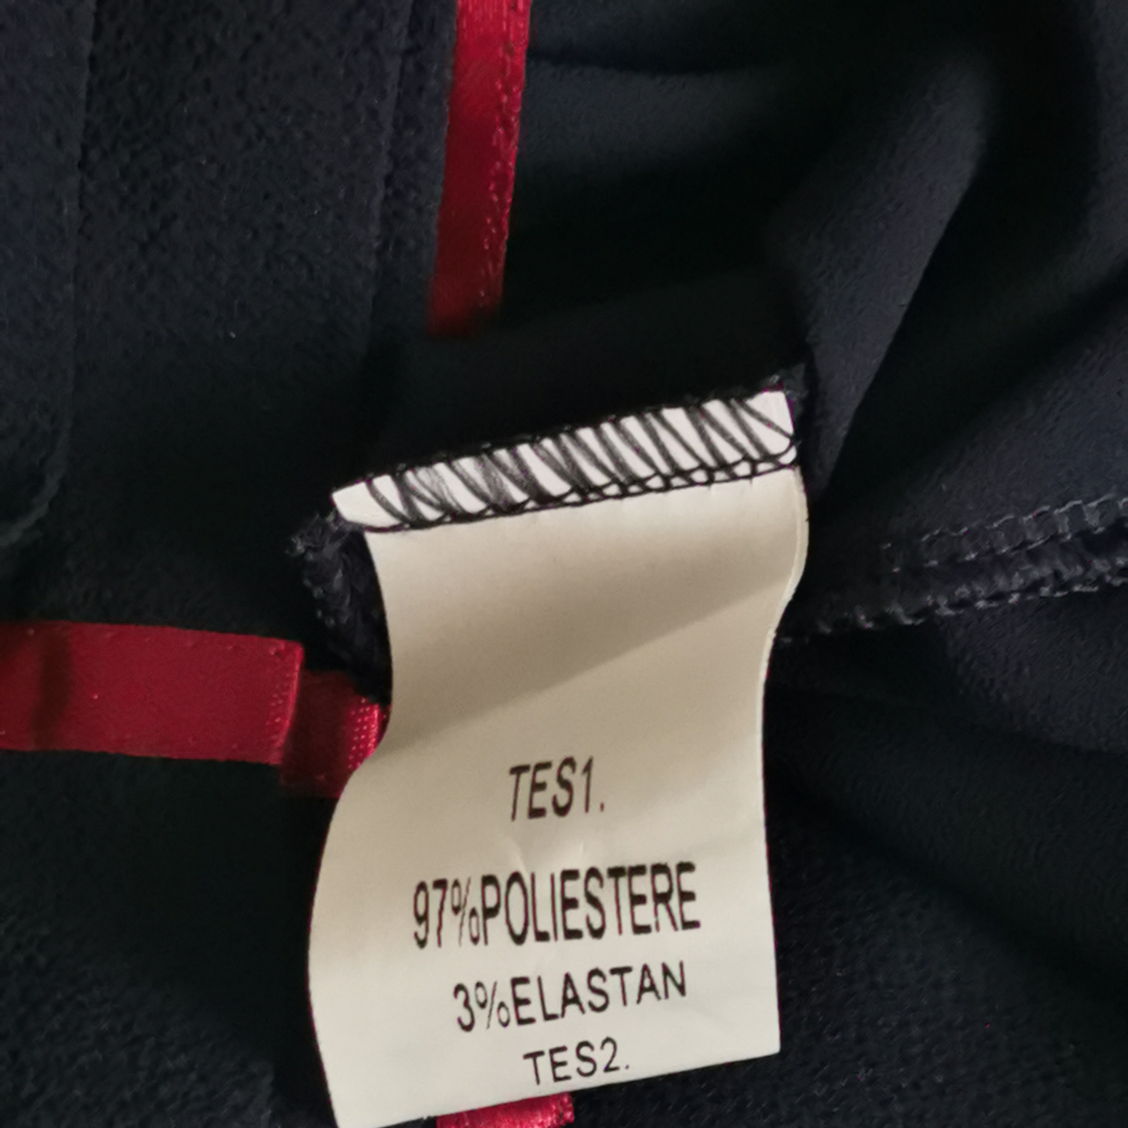 TES1.
97%POLIESTERE
3%ELASTAN
TES2.